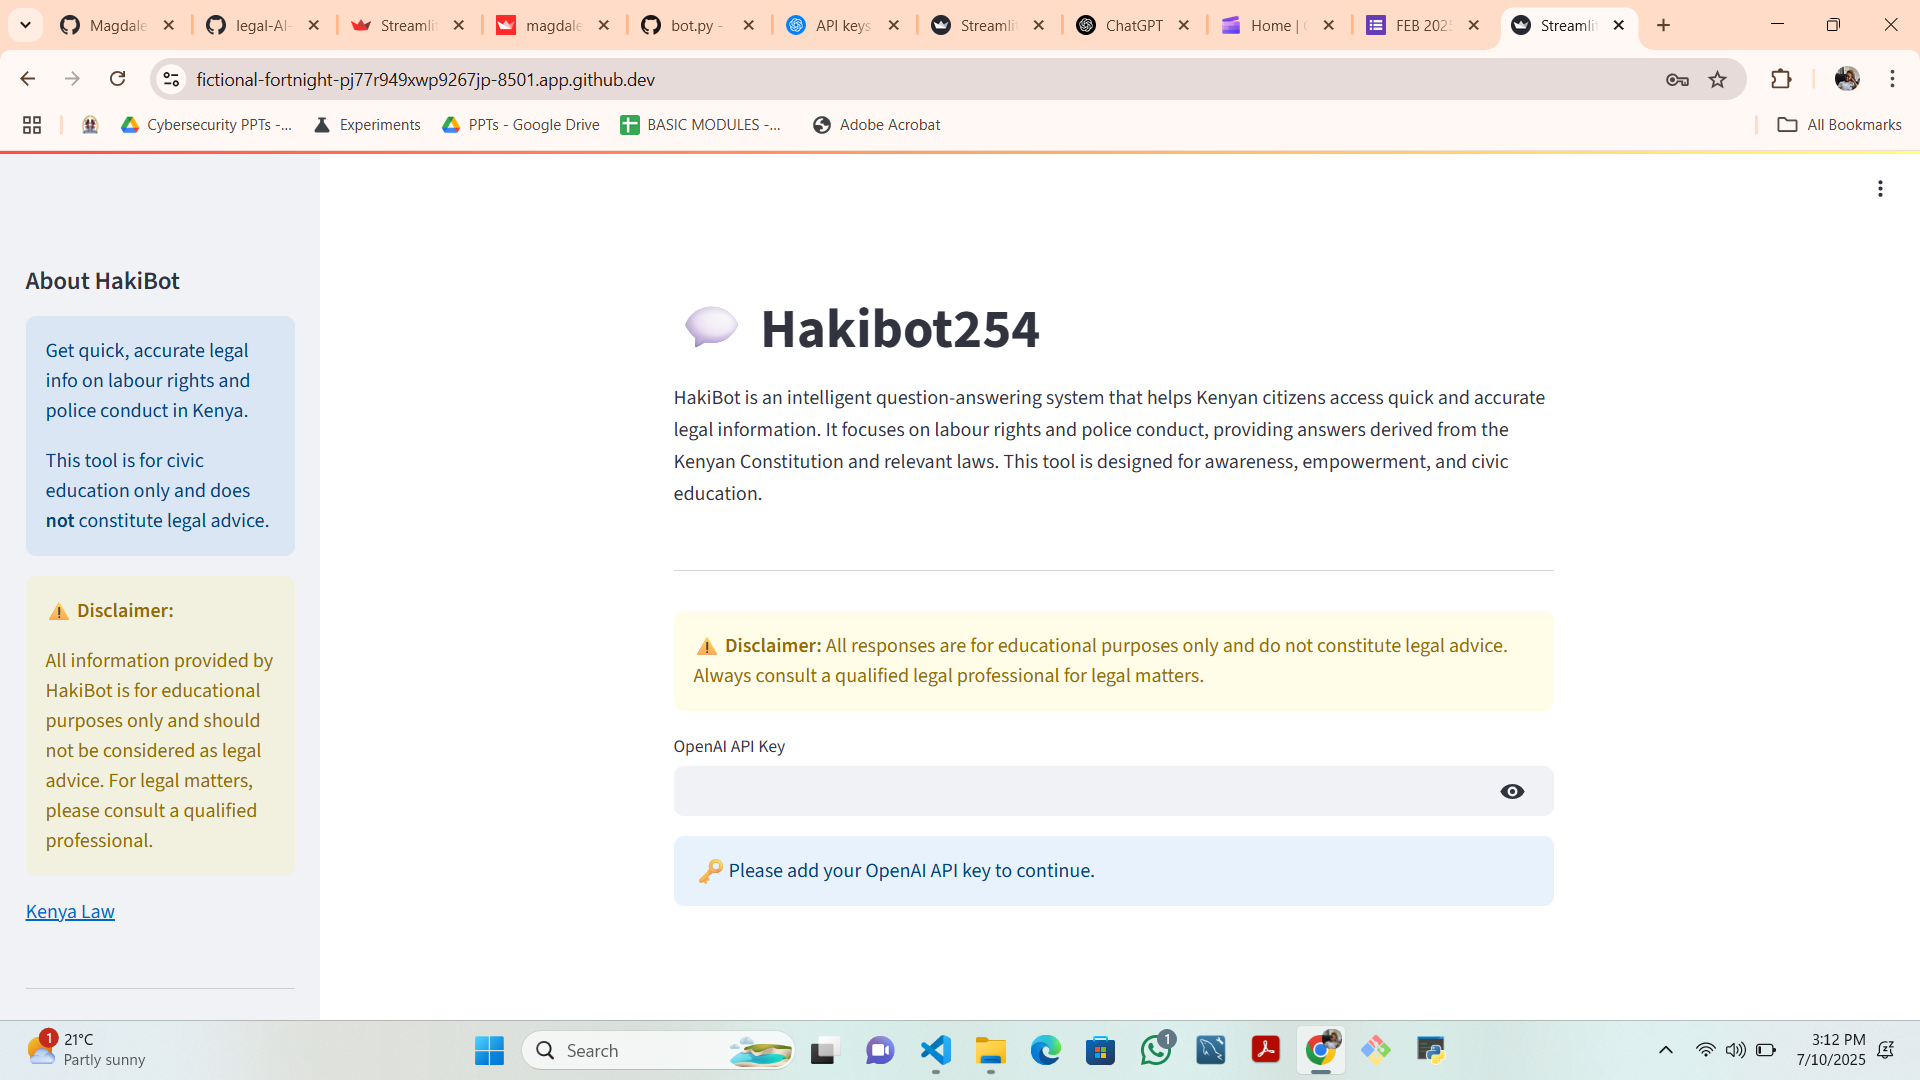 Magdale
legal-AI-
Streamlit
magdale
bot.py -
API keys
Streamlit
ChatGPT
Home | C
FEB 2025
Streamlit
fictional-fortnight-pj77r949xwp9267jp-8501.app.github.dev
Cybersecurity PPTs -...
Experiments
PPTs - Google Drive
BASIC MODULES -...
Adobe Acrobat
All Bookmarks
About HakiBot
Get quick, accurate legal
info on labour rights and
police conduct in Kenya.
This tool is for civic
education only and does
not constitute legal advice.
⚠️ Disclaimer:
All information provided by
HakiBot is for educational
purposes only and should
not be considered as legal
advice. For legal matters,
please consult a qualified
professional.
Kenya Law
💬 Hakibot254
HakiBot is an intelligent question-answering system that helps Kenyan citizens access quick and accurate
legal information. It focuses on labour rights and police conduct, providing answers derived from the
Kenyan Constitution and relevant laws. This tool is designed for awareness, empowerment, and civic
education.
⚠️ Disclaimer: All responses are for educational purposes only and do not constitute legal advice.
Always consult a qualified legal professional for legal matters.
OpenAI API Key
🔑 Please add your OpenAI API key to continue.
1
21°C
Partly sunny
Search
1
3:12 PM
7/10/2025